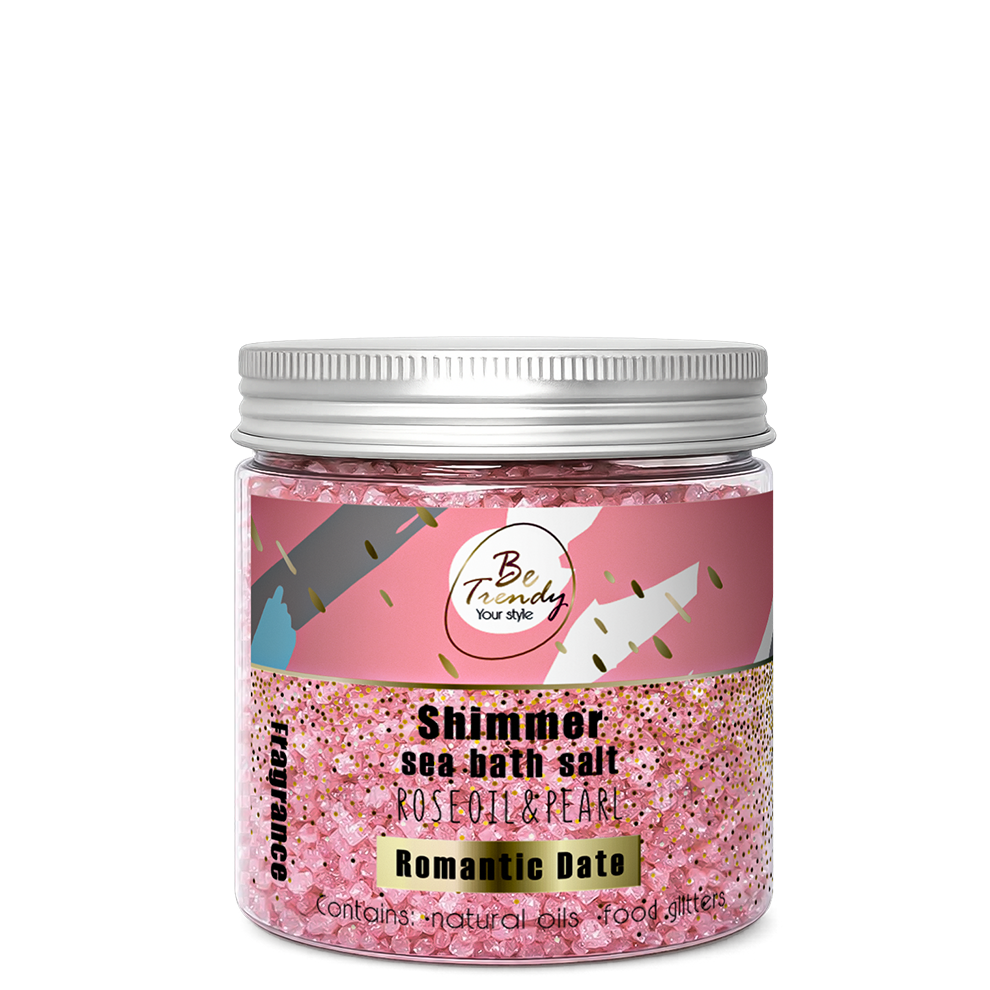 Be
Trendy
Your style
Shimmer
sea bath salt
ROSE OIL & PEARL
Romantic Date
Contains: •natural oils •food glitters
Fragrance